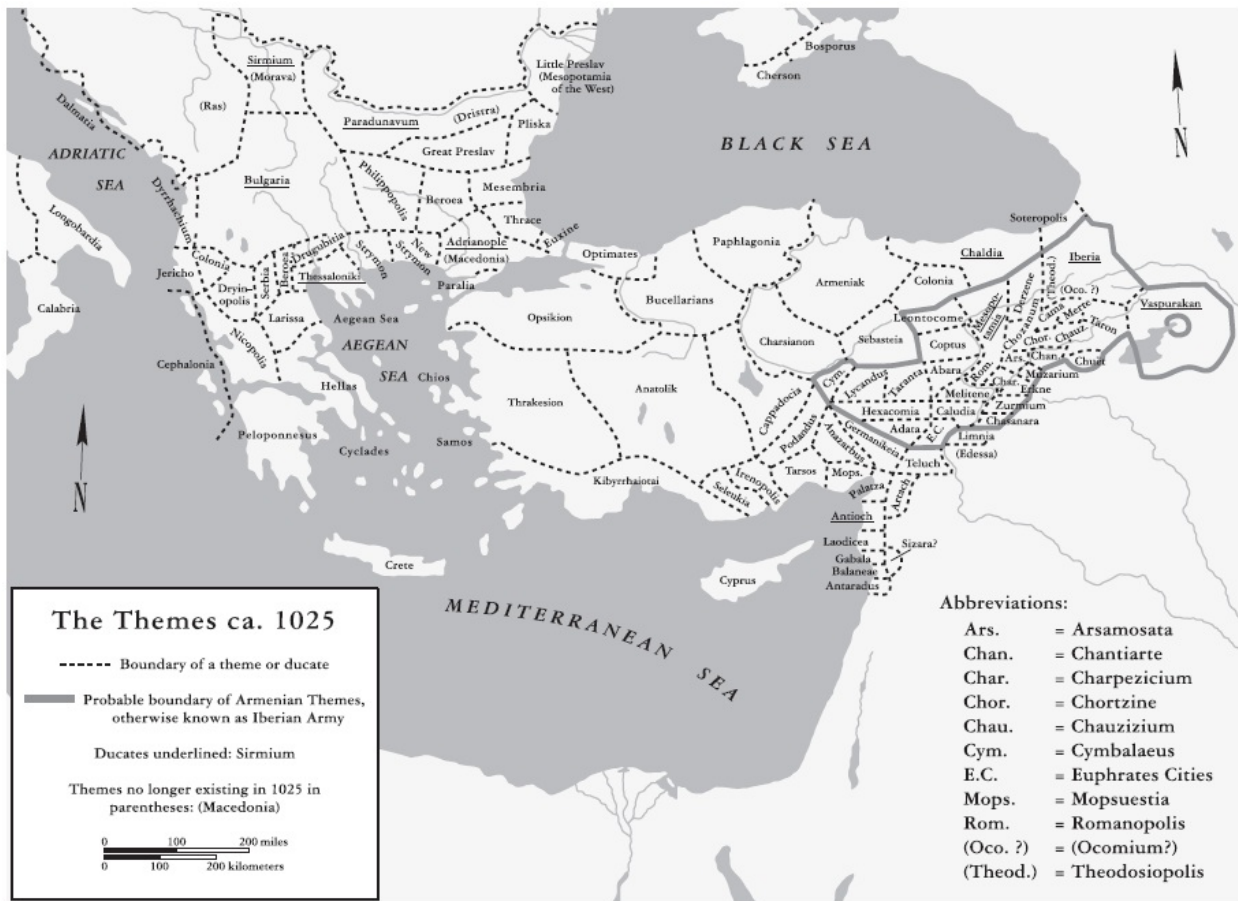 Bosporus
Cherson
Little Preslav
(Mesopotamia
of the West)
Sirmium
(Morava)
(Ras)
Dalmatia
Paradunavum
(Dristra)
Pliska
Great Preslav
BLACK SEA
ADRIATIC
SEA
Bulgaria
Philippopolis
Beroea
Mesembria
Thrace
Euxine
Longobardia
Dyrrhachium
Soteropolis
Paphlagonia
Chaldia
Iberia
Drugubitia
Strymon
New
Strymon
Adrianople
(Macedonia)
Optimates
Colonia
Serbia
Beroea
Thessaloniki
Jericho
Dryin-
opolis
Paralia
Bucellarians
Armeniak
Colonia
Mesopo-
tamia
Derzene
(Theod.)
(Oco. ?)
Vaspurakan
Calabria
Larissa
Aegean Sea
Opsikion
Leontocome
Chozanum
Cama
Merte
Taron
Nicopolis
AEGEAN
SEA
Charsianon
Sebasteia
Coptus
Chor.
Chauz.
Cephalonia
Chios
Hellas
Thrakesion
Anatolik
Cappadocia
Cym.
Lycandus
Taranta
Abara
Rom.
Ars.
Chan.
Chuët
Char.
Muzarium
Melitene
Erkne
Hexacomia
Caludia
Zurmium
Chasanara
Peloponnesus
Cyclades
Samos
Podandus
Anazarbus
Germanikeia
Adata
E.C.
Limnia
(Edessa)
Kibyrrhaiotai
Seleukia
Irenopolis
Tarsos
Mops.
Teluch
Palatza
Artach
Antioch
Laodicea
Sizara?
Gabala
Balaneae
Antaradus
Crete
Cyprus
MEDITERRANEAN SEA
N
N
The Themes ca. 1025
Boundary of a theme or ducate
Probable boundary of Armenian Themes,
otherwise known as Iberian Army
Ducates underlined: Sirmium
Themes no longer existing in 1025 in
parentheses: (Macedonia)
0 100 200 miles
0 100 200 kilometers
Abbreviations:
Ars. = Arsamosata
Chan. = Chantiarte
Char. = Charpezicium
Chor. = Chortzine
Chau. = Chauzizium
Cym. = Cymbalaeus
E.C. = Euphrates Cities
Mops. = Mopsuestia
Rom. = Romanopolis
(Oco. ?) = (Ocomium?)
(Theod.) = Theodosiopolis